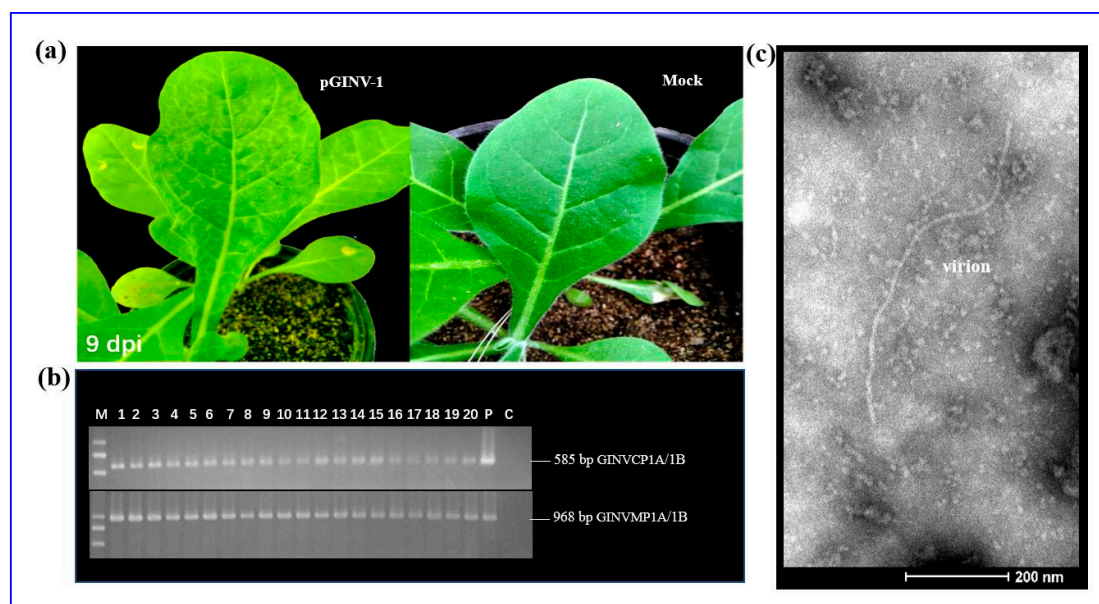 (a)
pGINV-1
Mock
9 dpi
(b)
M 1 2 3 4 5 6 7 8 9 10 11 12 13 14 15 16 17 18 19 20 P C
585 bp GINVCP1A/1B
968 bp GINVMP1A/1B
(c)
virion
200 nm